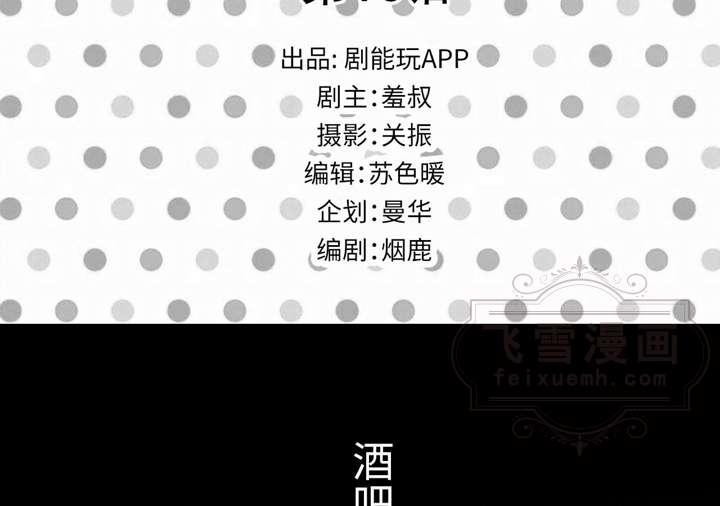 出品: 剧能玩APP
剧主:羞叔
摄影:关振
编辑:苏色暖
企划:曼华
编剧:烟鹿
飞雪漫画
feixuemh.com
酒吧